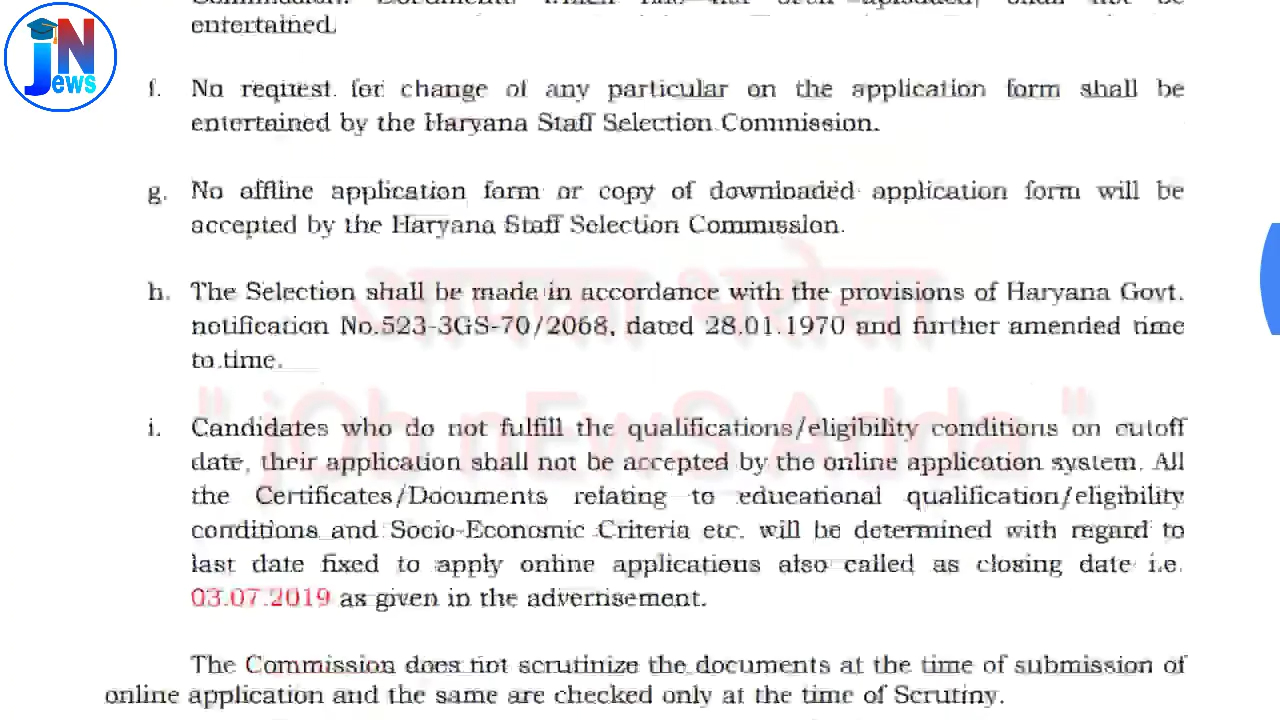 JN
ews
entertained.
f. No request for change of any particular on the application form shall be
entertained by the Haryana Staff Selection Commission.
g. No offline application form or copy of downloaded application form will be
accepted by the Haryana Staff Selection Commission.
h. The Selection shall be made in accordance with the provisions of Haryana Govt.
notification No.523-3GS-70/2068, dated 28.01.1970 and further amended time
to time.
i. Candidates who do not fulfill the qualifications/eligibility conditions on cutoff
date, their application shall not be accepted by the online application system. All
the Certificates/Documents relating to educational qualification/eligibility
conditions and Socio-Economic Criteria etc. will be determined with regard to
last date fixed to apply online applications also called as closing date i.e.
03.07.2019 as given in the advertisement.
The Commission does not scrutinize the documents at the time of submission of
online application and the same are checked only at the time of Scrutiny.
आपका भरोसा
" jOb nEwS Adda "